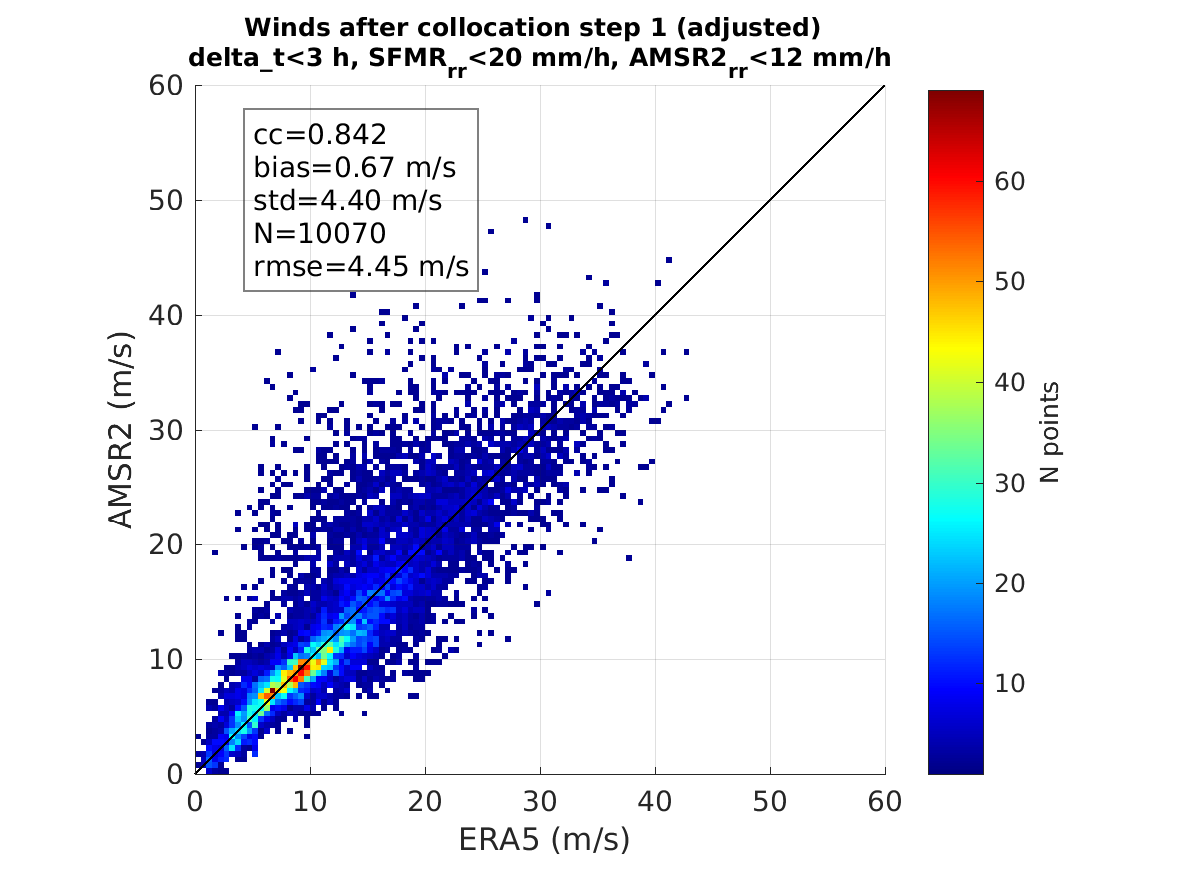 Winds after collocation step 1 (adjusted)
delta_t<3 h, SFMRrr<20 mm/h, AMSR2rr<12 mm/h
cc=0.842
bias=0.67 m/s
std=4.40 m/s
N=10070
rmse=4.45 m/s
60
50
40
30
20
10
0
AMSR2 (m/s)
0 10 20 30 40 50 60
ERA5 (m/s)
60
50
40
30
20
10
N points